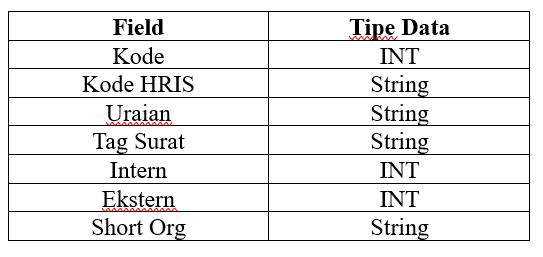 Field Tipe Data
Kode INT
Kode HRIS String
Uraian String
Tag Surat String
Intern INT
Ekstern INT
Short Org String